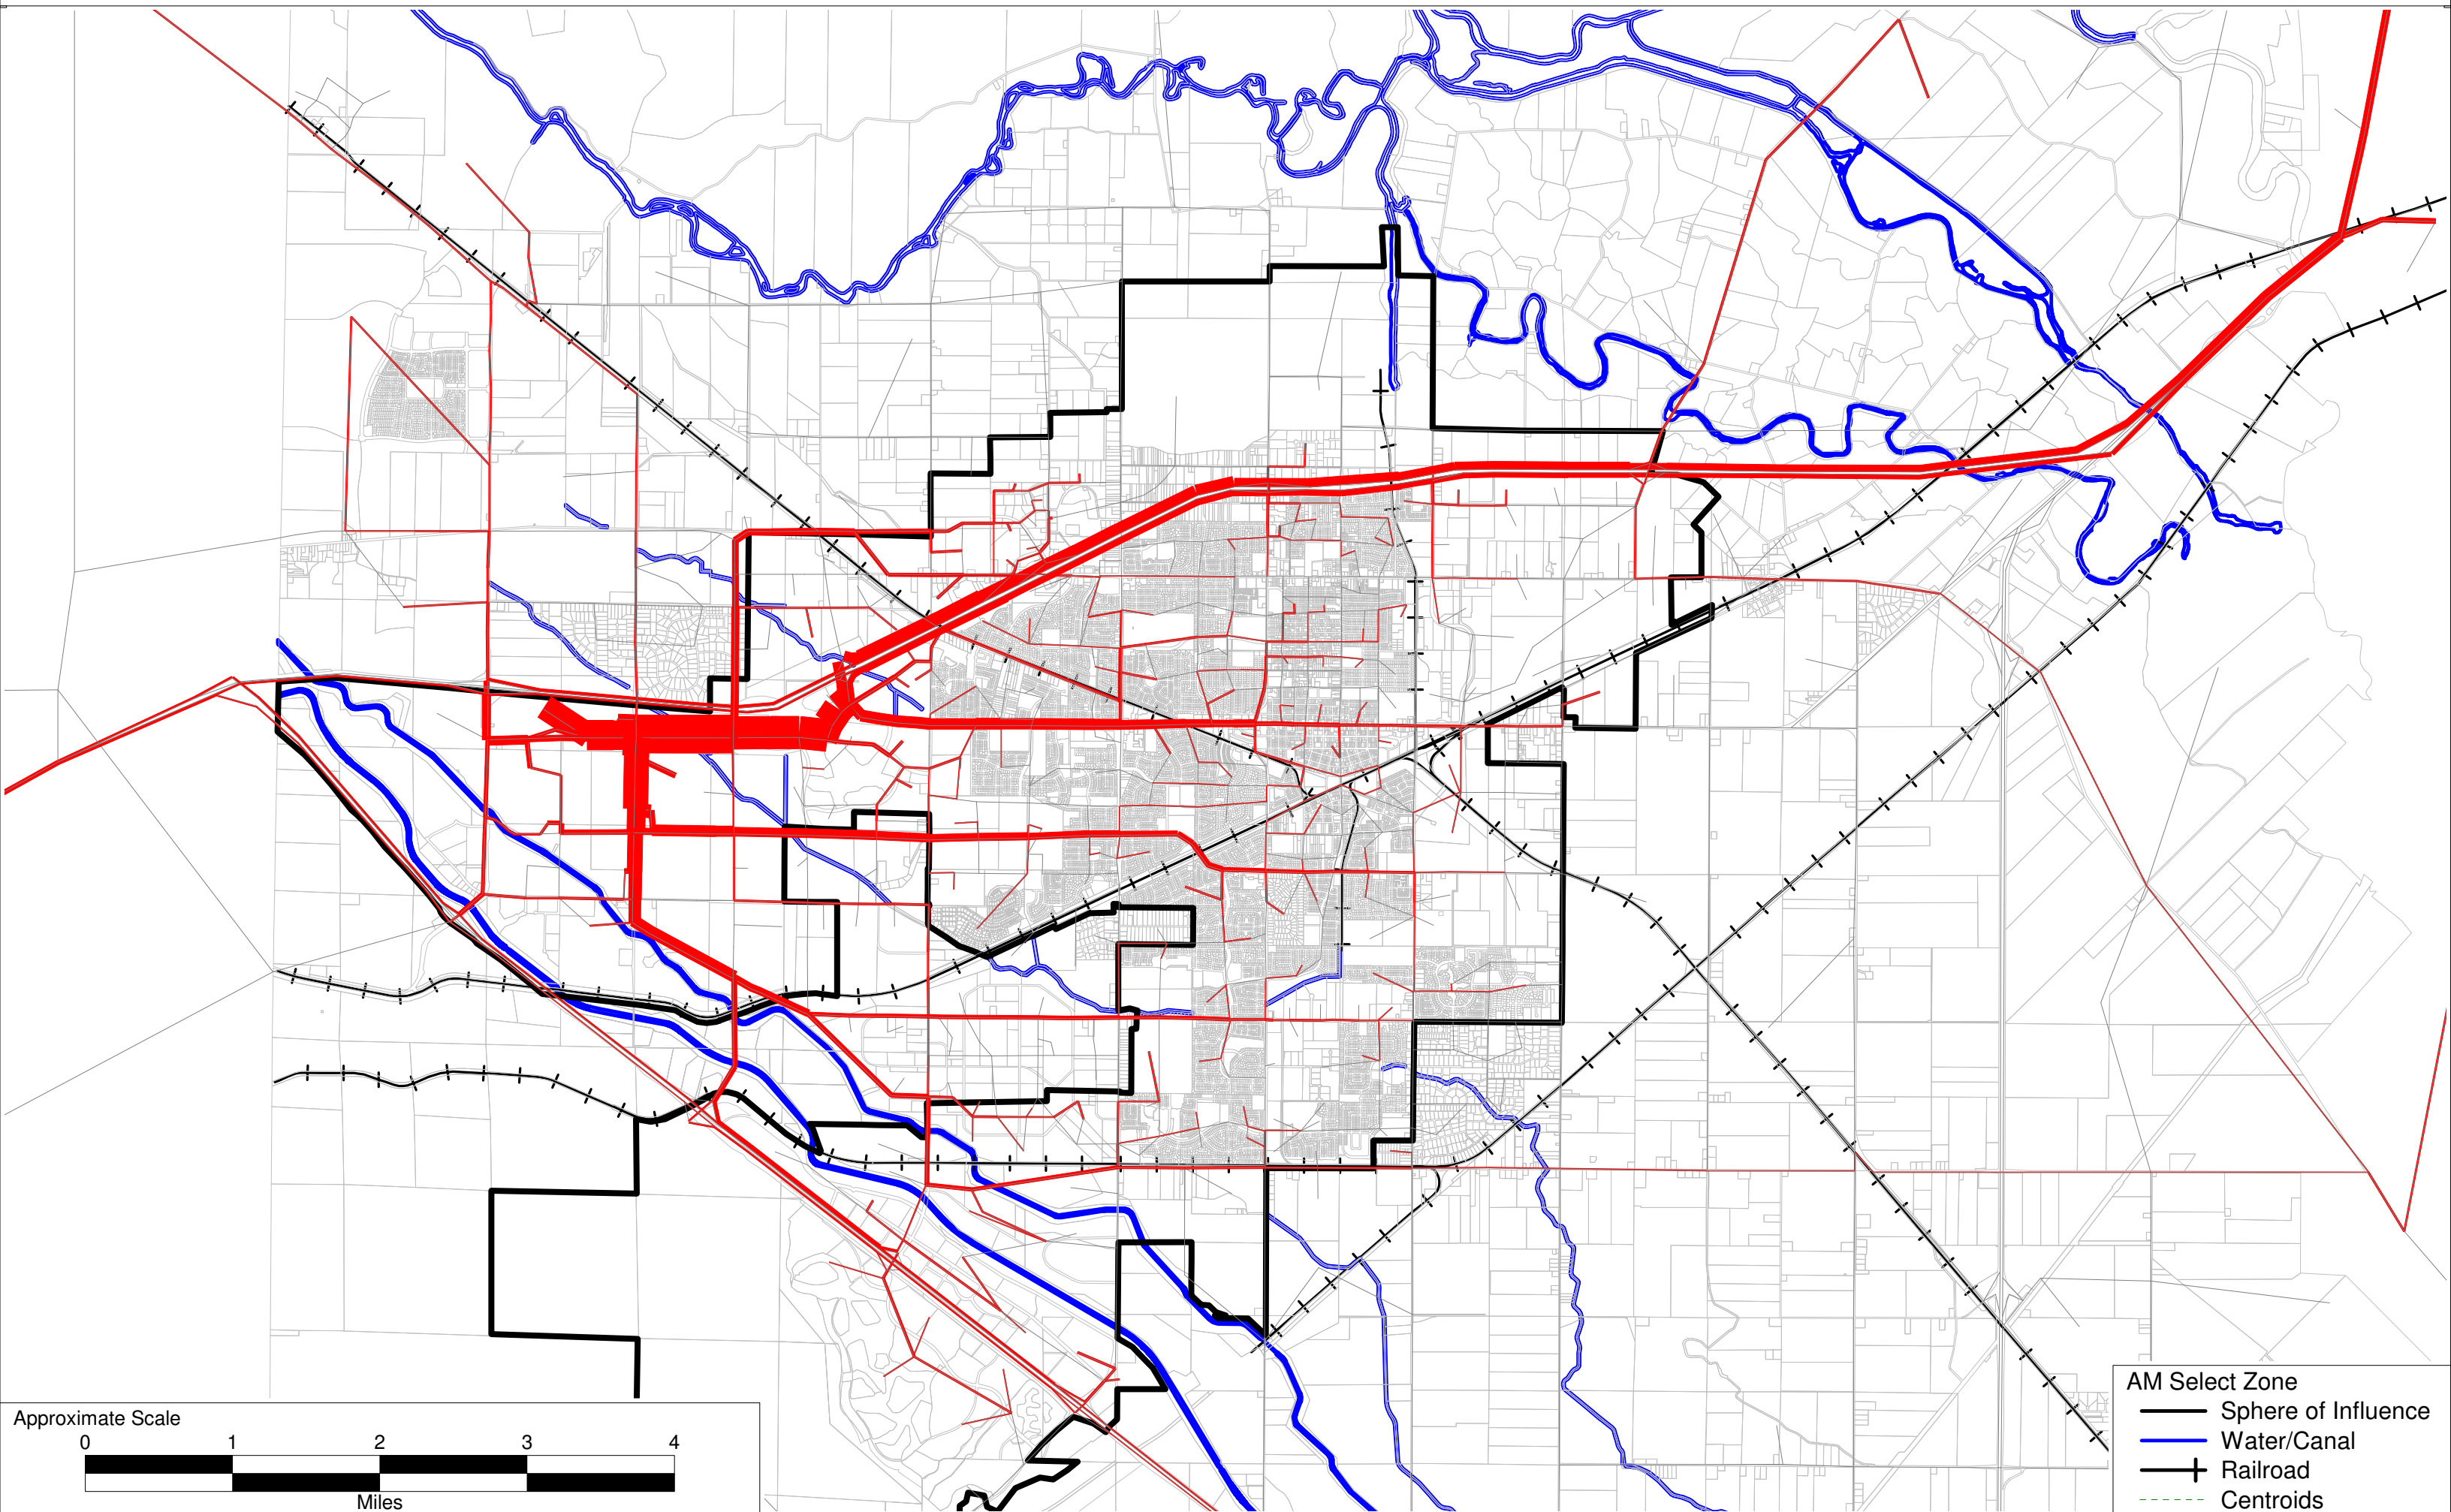 Approximate Scale
0 1 2 3 4
Miles
AM Select Zone
Sphere of Influence
Water/Canal
Railroad
Centroids